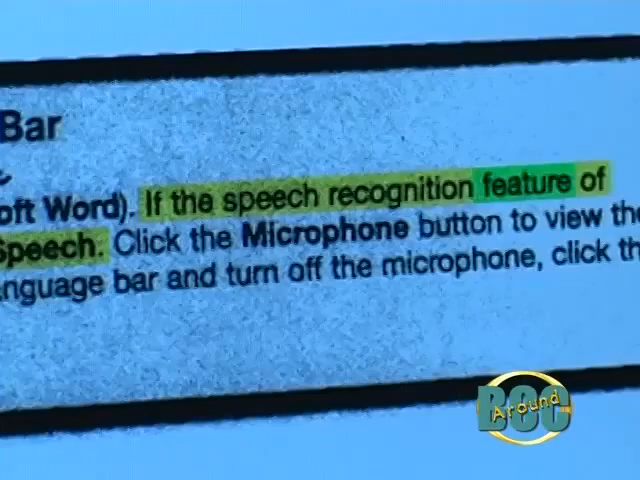 Bar
oft Word). If the speech recognition feature of
Speech. Click the Microphone button to view the
nguage bar and turn off the microphone, click th
BCC
Around